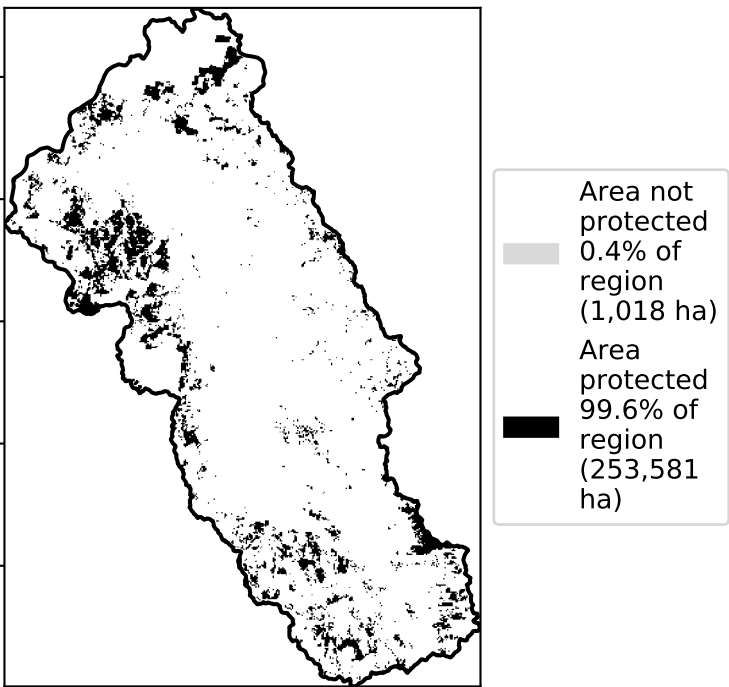 Area not
protected
0.4% of
region
(1,018 ha)
Area
protected
99.6% of
region
(253,581
ha)